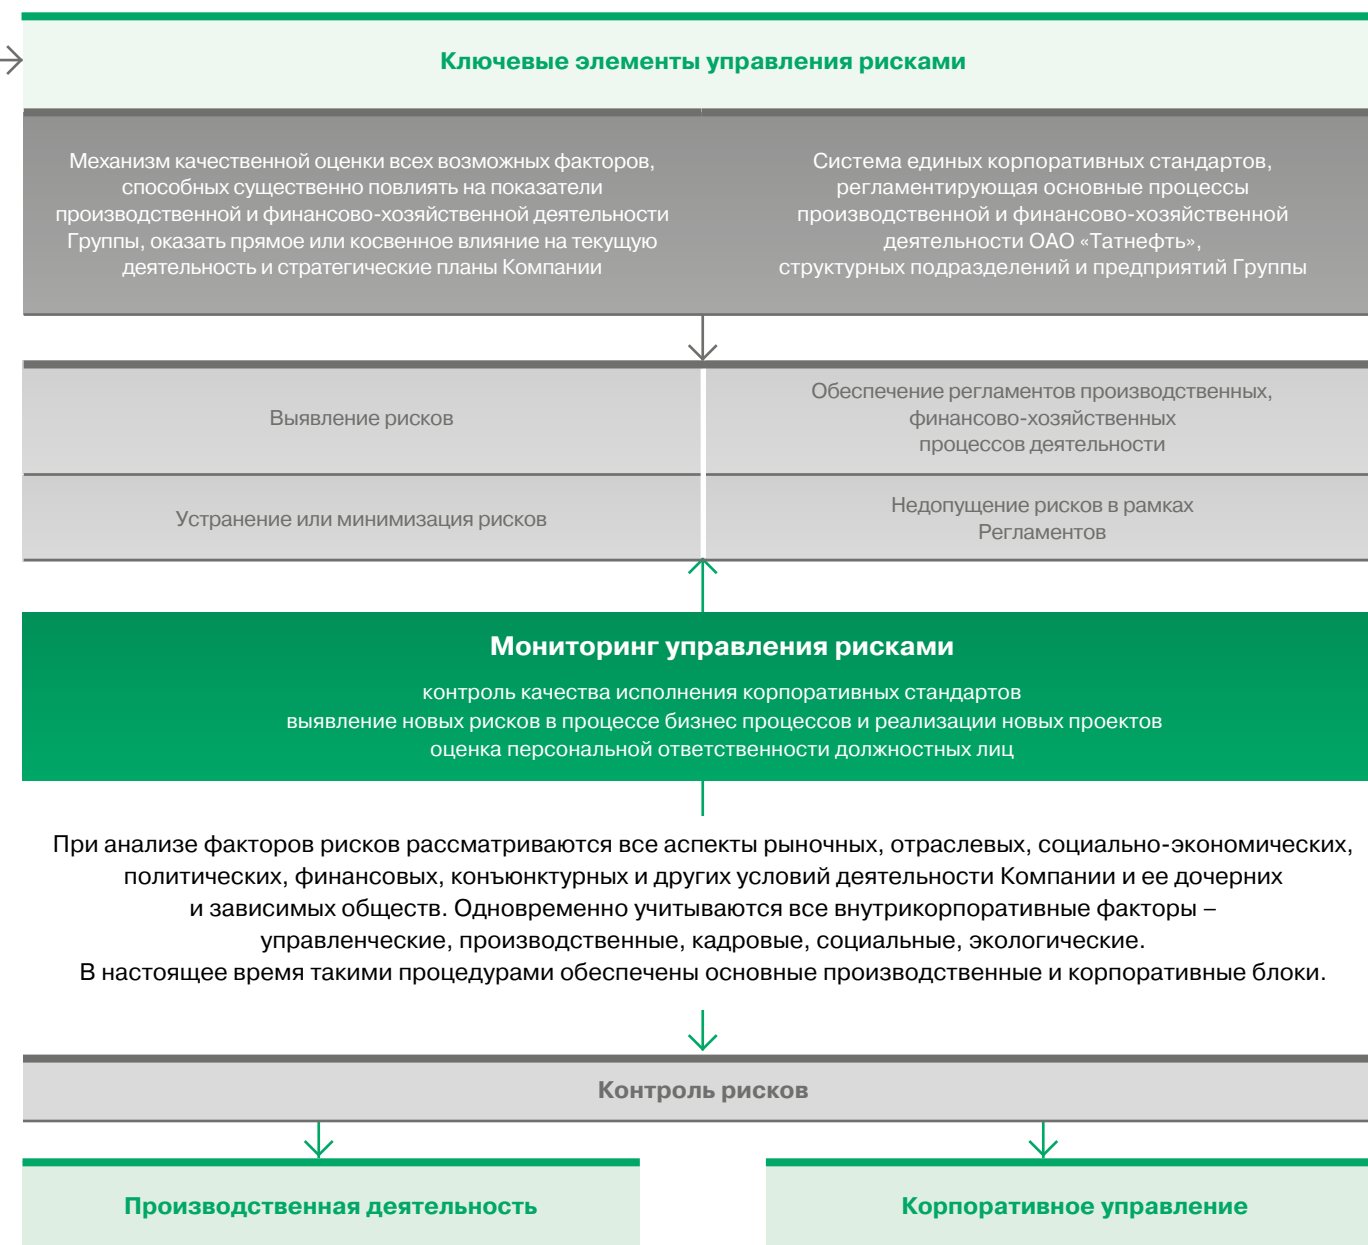 Ключевые элементы управления рисками
Механизм качественной оценки всех возможных факторов,
способных существенно повлиять на показатели
производственной и финансово-хозяйственной деятельности
Группы, оказать прямое или косвенное влияние на текущую
деятельность и стратегические планы Компании
Система единых корпоративных стандартов,
регламентирующая основные процессы
производственной и финансово-хозяйственной
деятельности ОАО «Татнефть»,
структурных подразделений и предприятий Группы
Выявление рисков
Обеспечение регламентов производственных,
финансово-хозяйственных
процессов деятельности
Устранение или минимизация рисков
Недопущение рисков в рамках
Регламентов
Мониторинг управления рисками
контроль качества исполнения корпоративных стандартов
выявление новых рисков в процессе бизнес процессов и реализации новых проектов
оценка персональной ответственности должностных лиц
При анализе факторов рисков рассматриваются все аспекты рыночных, отраслевых, социально-экономических,
политических, финансовых, конъюнктурных и других условий деятельности Компании и ее дочерних
и зависимых обществ. Одновременно учитываются все внутрикорпоративные факторы –
управленческие, производственные, кадровые, социальные, экологические.
В настоящее время такими процедурами обеспечены основные производственные и корпоративные блоки.
Контроль рисков
Производственная деятельность
Корпоративное управление